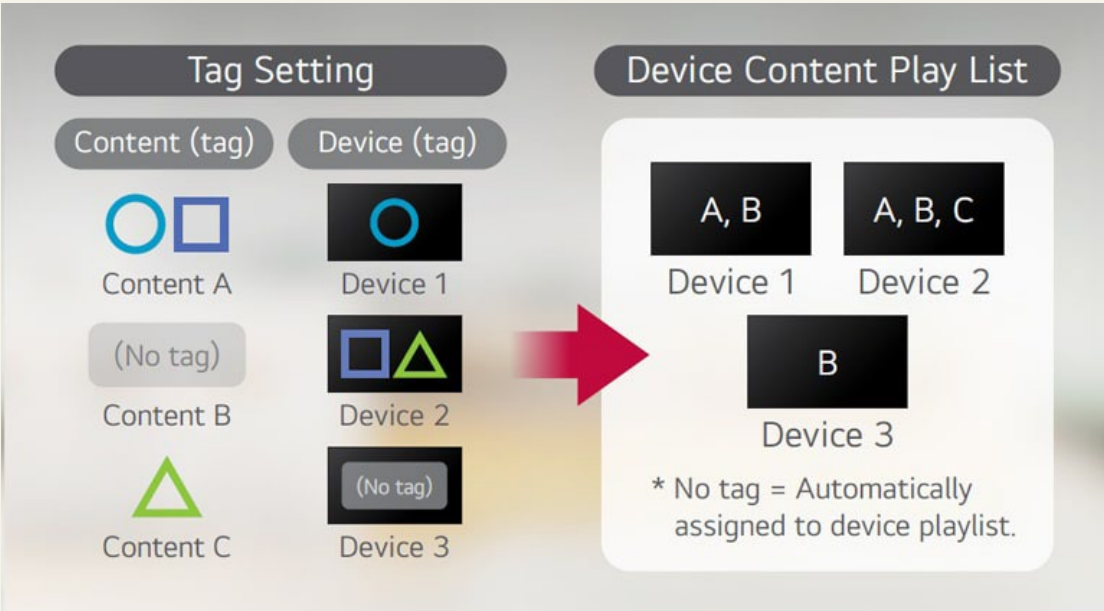 Tag Setting
Content (tag)
Device (tag)
Content A
Device 1
(No tag)
Content B
Device 2
Content C
(No tag)
Device 3
Device Content Play List
A, B
Device 1
A, B, C
Device 2
B
Device 3
* No tag = Automatically
assigned to device playlist.